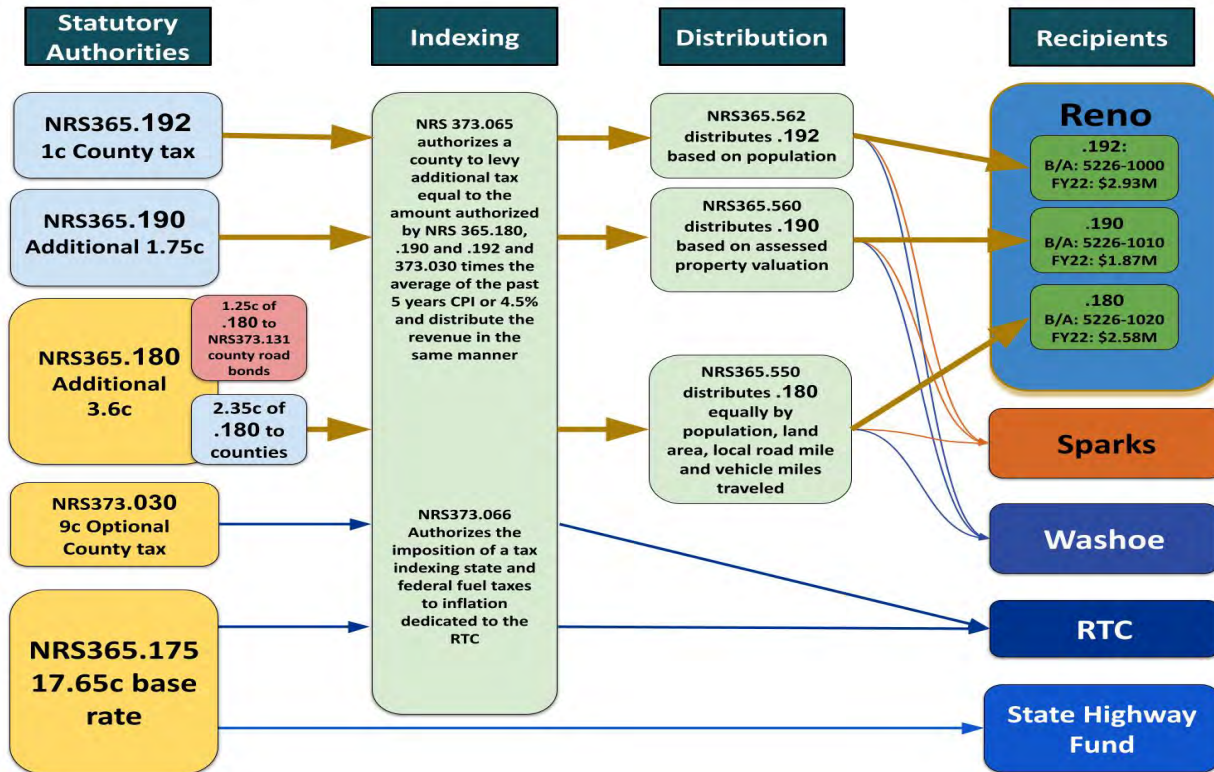 Statutory
Authorities
Indexing
Distribution
Recipients
NRS365.192
1c County tax
NRS365.190
Additional 1.75c
NRS365.180
Additional
3.6c
1.25c of
.180 to
NRS373.131
county road
bonds
2.35c of
.180 to
counties
NRS373.030
9c Optional
County tax
NRS365.175
17.65c base
rate
NRS 373.065
authorizes a
county to levy
additional tax
equal to the
amount authorized
by NRS 365.180,
.190 and .192 and
373.030 times the
average of the past
5 years CPI or 4.5%
and distribute the
revenue in the
same manner
NRS373.066
Authorizes the
imposition of a tax
indexing state and
federal fuel taxes
to inflation
dedicated to the
RTC
NRS365.562
distributes .192
based on population
NRS365.560
distributes .190
based on assessed
property valuation
NRS365.550
distributes .180
equally by
population, land
area, local road mile
and vehicle miles
traveled
Reno
.192:
B/A: 5226-1000
FY22: $2.93M
.190
B/A: 5226-1010
FY22: $1.87M
.180
B/A: 5226-1020
FY22: $2.58M
Sparks
Washoe
RTC
State Highway
Fund